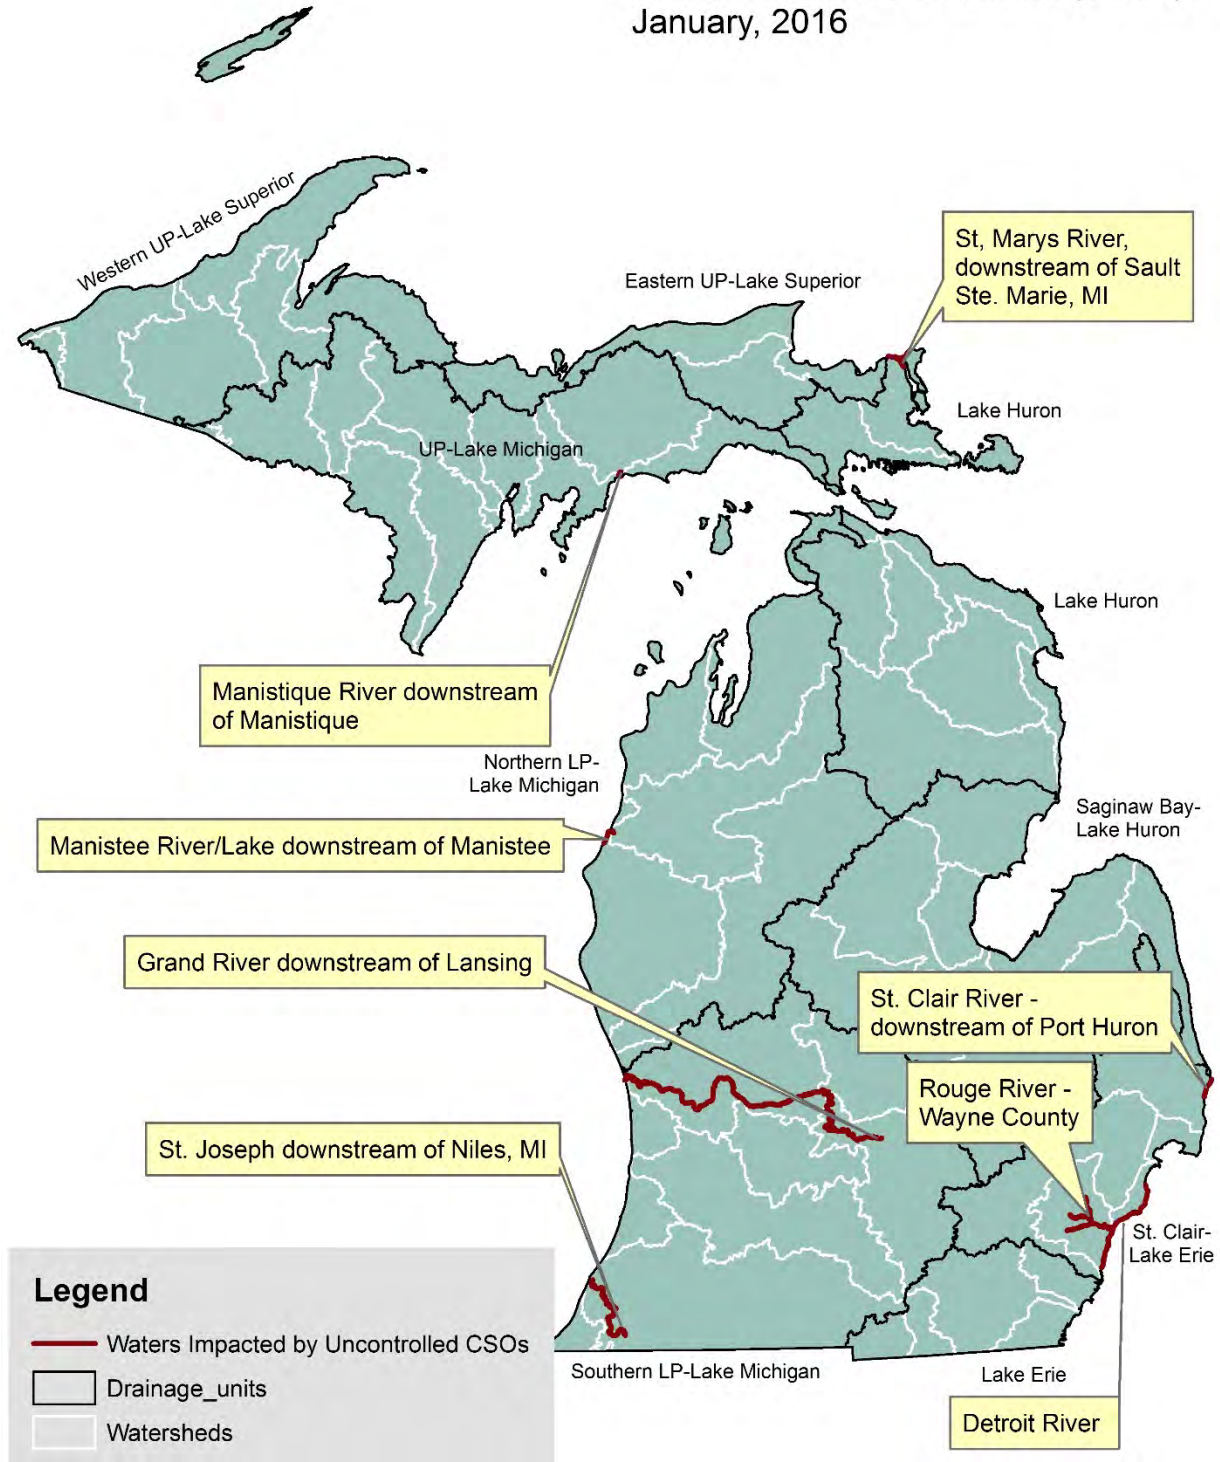 January, 2016
Western UP-Lake Superior
St, Marys River,
downstream of Sault
Ste. Marie, MI
Eastern UP-Lake Superior
Lake Huron
UP-Lake Michigan
Lake Huron
Manistique River downstream
of Manistique
Northern LP-
Lake Michigan
Saginaw Bay-
Lake Huron
Manistee River/Lake downstream of Manistee
Grand River downstream of Lansing
St. Clair River -
downstream of Port Huron
Rouge River -
Wayne County
St. Joseph downstream of Niles, MI
St. Clair-
Lake Erie
Legend
Waters Impacted by Uncontrolled CSOs
Drainage_units
Watersheds
Southern LP-Lake Michigan
Lake Erie
Detroit River